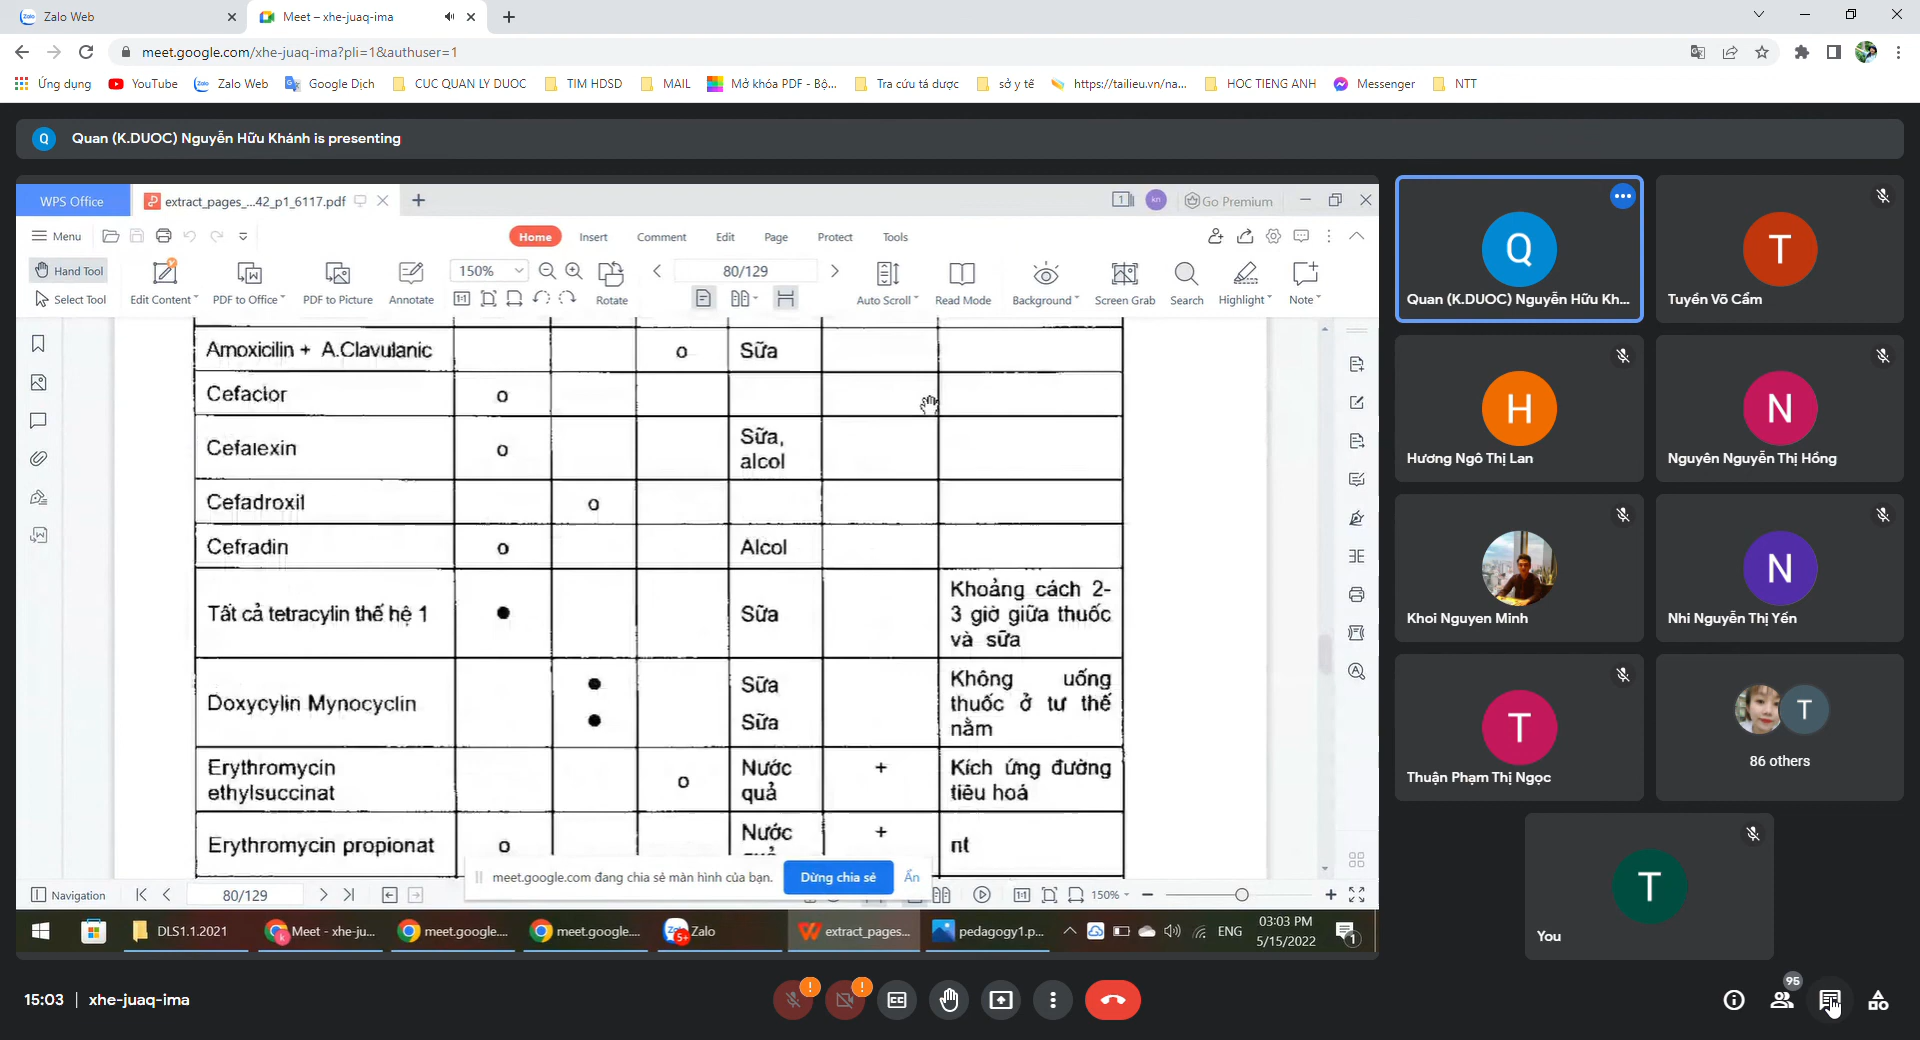 Zalo Web
Meet – xhe-juaq-ima
meet.google.com/xhe-juaq-ima?pli=1&authuser=1
Ứng dụng
YouTube
Zalo Web
Google Dịch
CUC QUAN LY DUOC
TIM HDSD
MAIL
Mở khóa PDF - Bộ...
Tra cứu tá dược
sở y tế
https://tailieu.vn/na...
HOC TIENG ANH
Messenger
NTT
Q
Quan (K.DUOC) Nguyễn Hữu Khánh is presenting
WPS Office
extract_pages_...42_p1_6117.pdf
1
kn
Go Premium
Menu
Home
Insert
Comment
Edit
Page
Protect
Tools
Hand Tool
Select Tool
Edit Content
PDF to Office
PDF to Picture
Annotate
150%
Rotate
80/129
Auto Scroll
Read Mode
Background
Screen Grab
Search
Highlight
Note
Amoxicilin + A.Clavulanic o Sữa
Cefaclor o
Cefalexin o Sữa,
alcol
Cefadroxil o
Cefradin o Alcol
Tất cả tetracylin thế hệ 1 ● Sữa Khoảng cách 2-
3 giờ giữa thuốc
và sữa
Doxycylin Mynocyclin ● Sữa Không uống
thuốc ở tư thế
● Sữa nằm
Erythromycin
ethylsuccinat o Nước
quả + Kích ứng đường
tiêu hoá
Erythromycin propionat o Nước + nt
meet.google.com đang chia sẻ màn hình của bạn.
Dừng chia sẻ
Ẩn
Navigation
80/129
150%
DLS1.1.2021
Meet - xhe-ju...
meet.google....
meet.google....
5+
Zalo
extract_pages...
pedagogy1.p...
ENG
03:03 PM
5/15/2022
1
Q
Quan (K.DUOC) Nguyễn Hữu Kh...
T
Tuyền Võ Cẩm
H
Hương Ngô Thị Lan
N
Nguyên Nguyễn Thị Hồng
Khoi Nguyen Minh
N
Nhi Nguyễn Thị Yến
T
Thuận Phạm Thị Ngọc
T
86 others
T
You
15:03 | xhe-juaq-ima
95